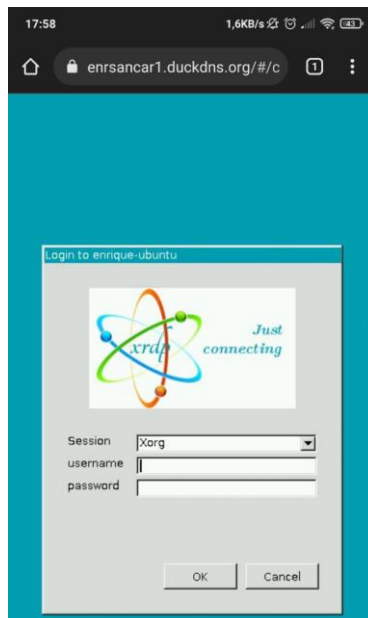 17:58 1,6KB/s 43
enrsancar1.duckdns.org/#/c 1
Login to enrique-ubuntu
Just
xrdp connecting
Session Xorg
username
password
OK Cancel